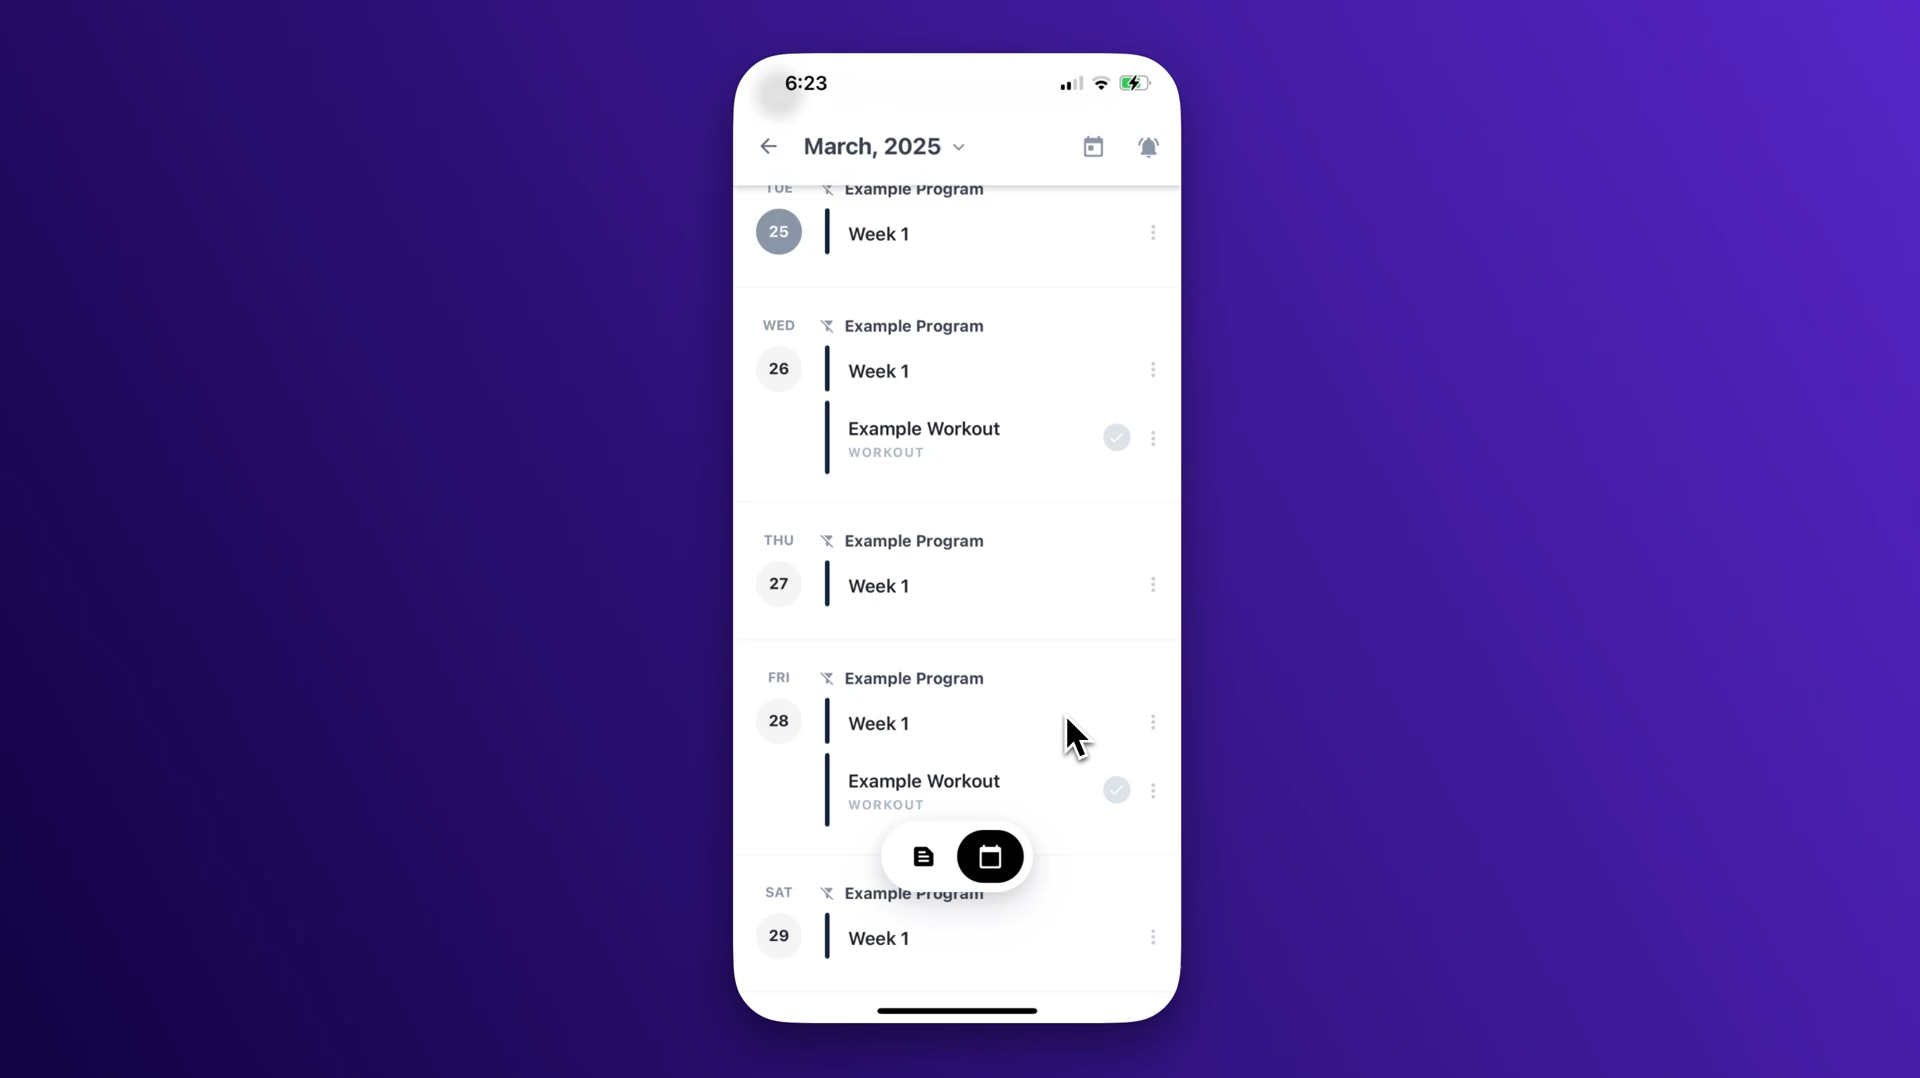 6:23
March, 2025
TUE
Example Program
25
Week 1
WED
Example Program
26
Week 1
Example Workout
WORKOUT
THU
Example Program
27
Week 1
FRI
Example Program
28
Week 1
Example Workout
WORKOUT
SAT
Example Program
29
Week 1